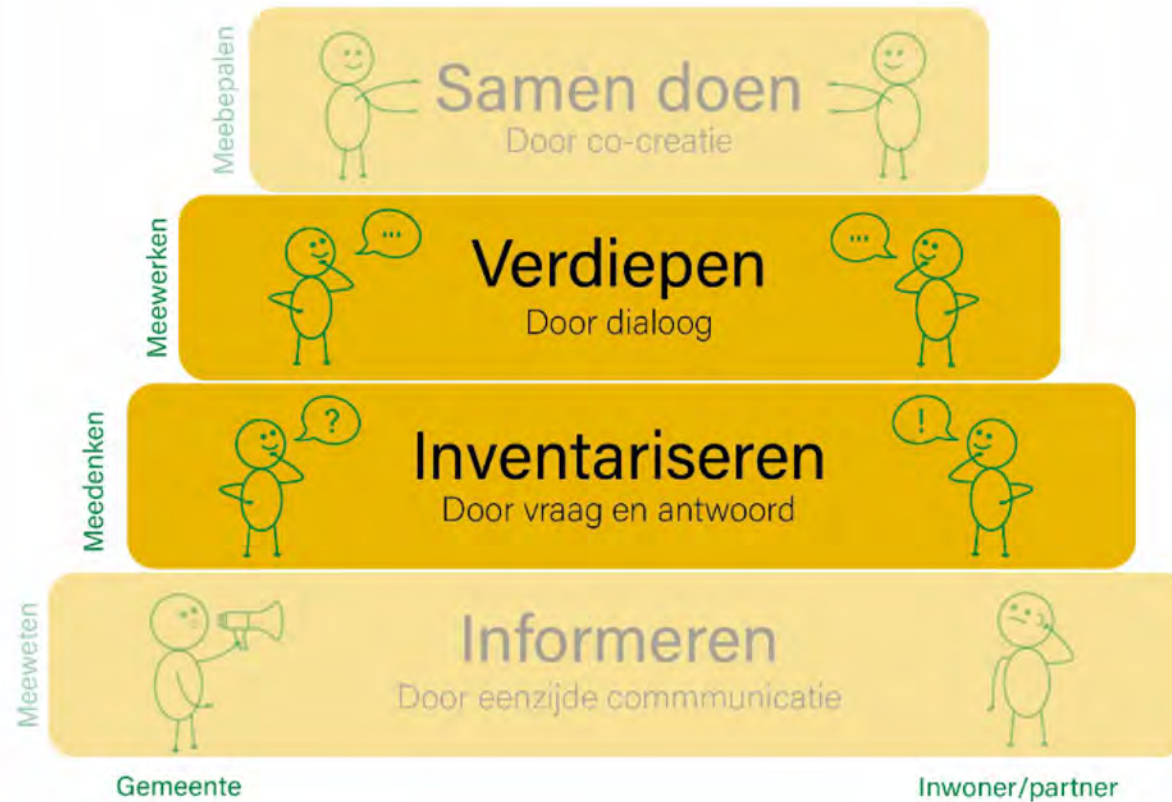 Meebepalen
Samen doen
Door co-creatie
Meewerken
...
Verdiepen
...
Door dialoog
Meedenken
?
Inventariseren
!
Door vraag en antwoord
Meeweten
Informeren
Door eenzijde commmunicatie
Gemeente
Inwoner/partner